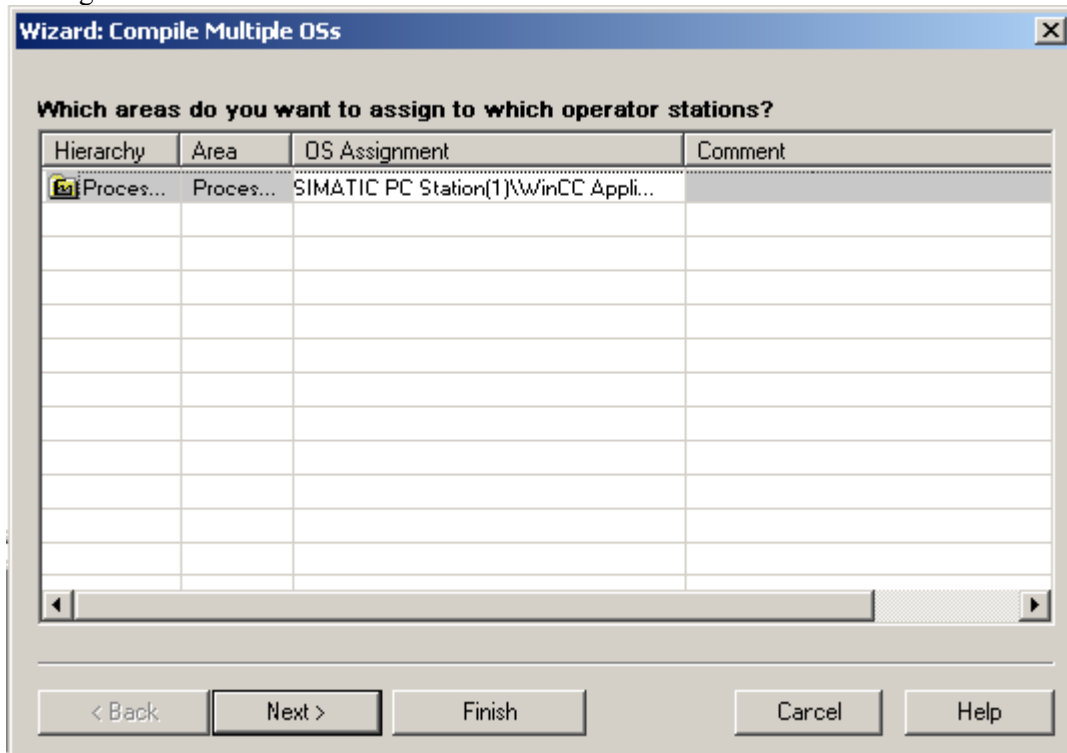 Wizard: Compile Multiple OSs
Which areas do you want to assign to which operator stations?
Hierarchy Area OS Assignment Comment
Proces... Proces... SIMATIC PC Station(1)\\WinCC Appli...
< Back Next > Finish Carcel Help